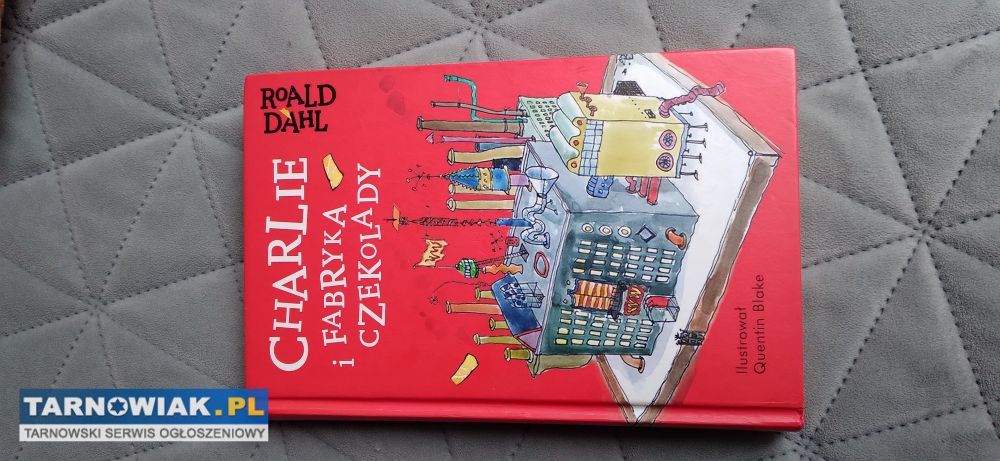 ROALD
DAHL
CHARLIE
i FABRYKA
CZEKOLADY
Ilustrował
Quentin Blake
TARNOWIAK.PL
TARNOWSKI SERWIS OGŁOSZENIOWY